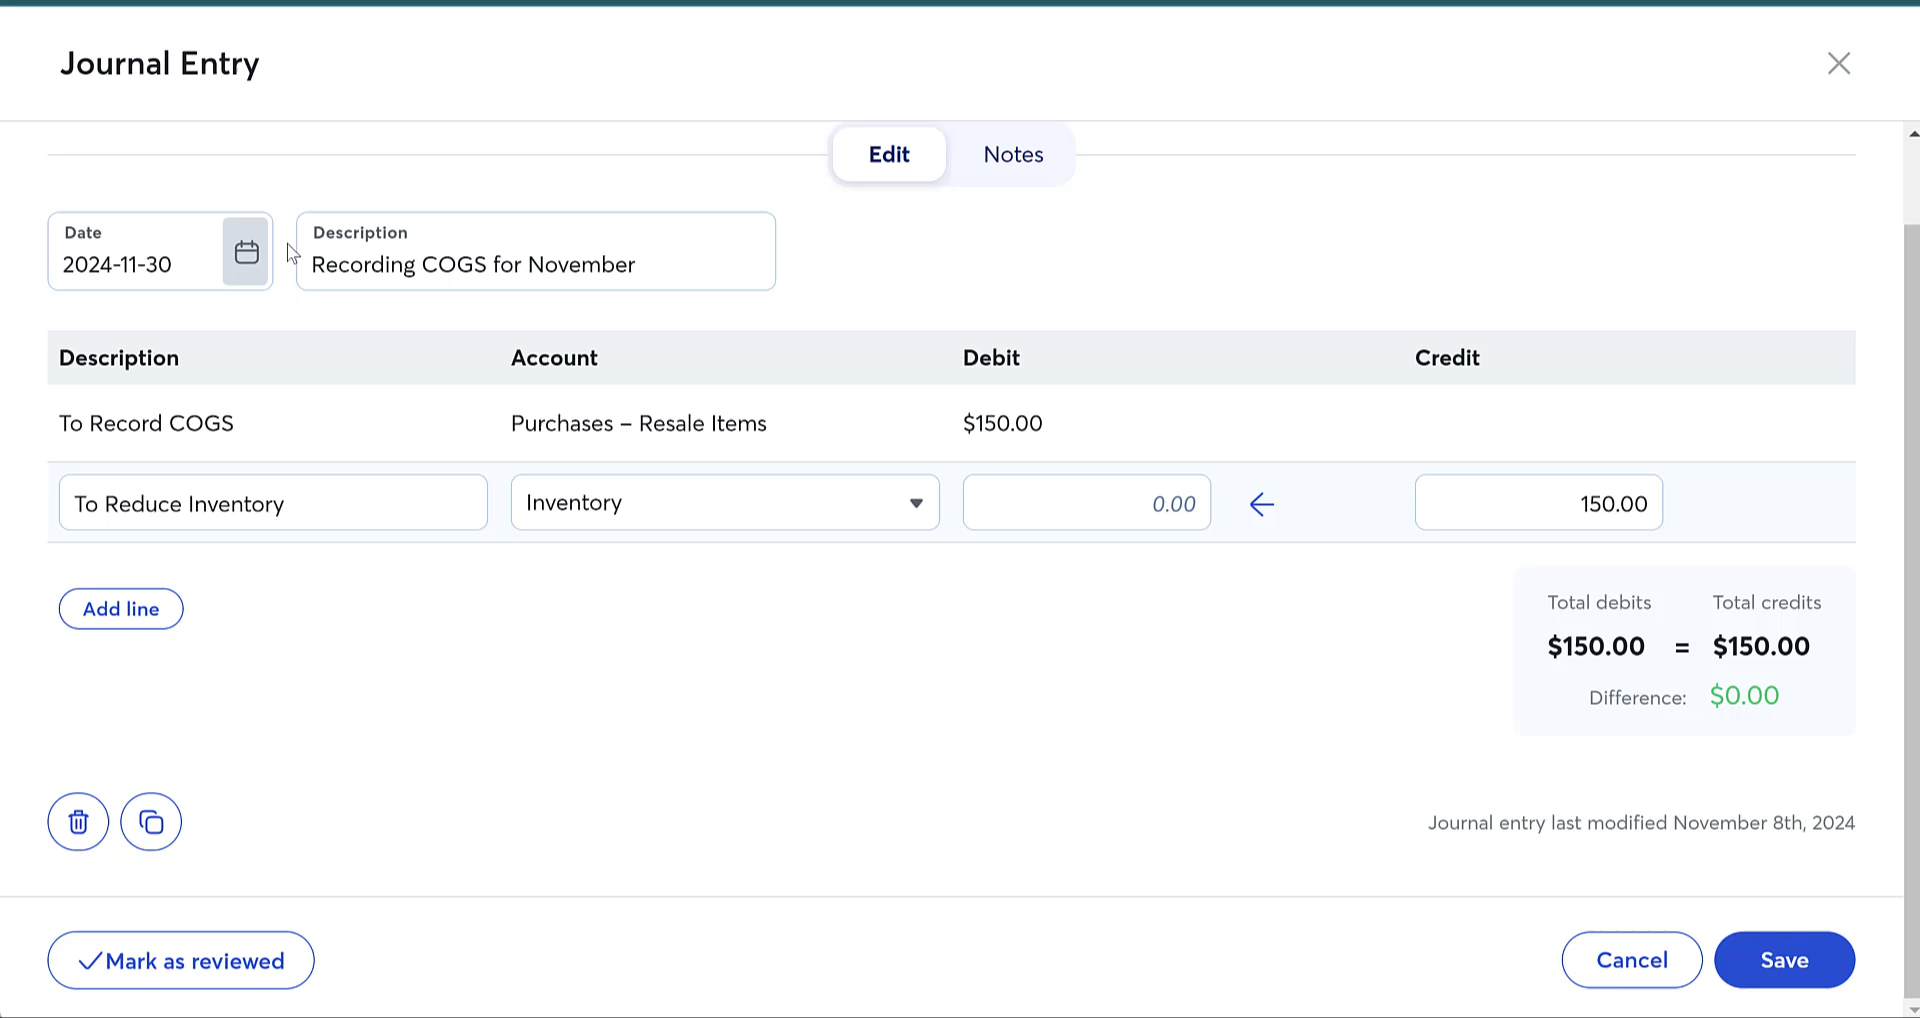 Journal Entry
Edit Notes
Date
2024-11-30
Description
Recording COGS for November
Description Account Debit Credit
To Record COGS Purchases – Resale Items $150.00
To Reduce Inventory Inventory 0.00 150.00
Add line
Total debits Total credits
$150.00 = $150.00
Difference: $0.00
Journal entry last modified November 8th, 2024
Mark as reviewed Cancel Save